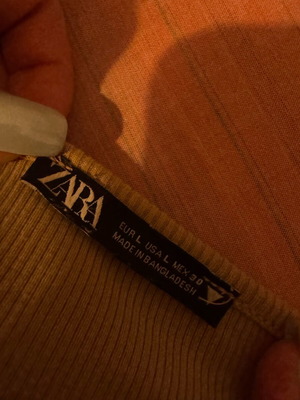 ZARA
EUR L USA L MEX 30
MADE IN BANGLADESH